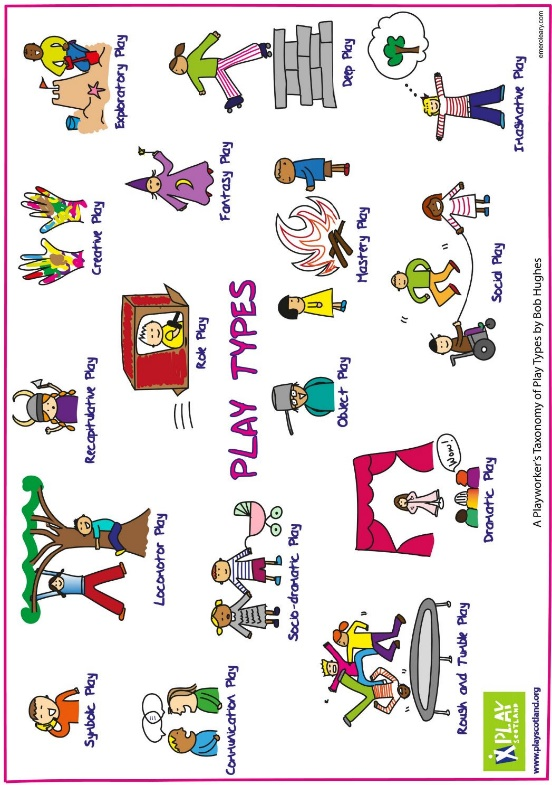 Symbolic Play
Recapitulative Play
Creative Play
Exploratory Play
Locomotor Play
Role Play
Fantasy Play
Communication Play
PLAY TYPES
Socio-dramatic Play
Object Play
Mastery Play
Deep Play
Rough and Tumble Play
Wow!
Dramatic Play
Social Play
Imaginative Play
PLAY
SCOTLAND
www.playscotland.org
A Playworker's Taxonomy of Play Types by Bob Hughes
emeroleary.com